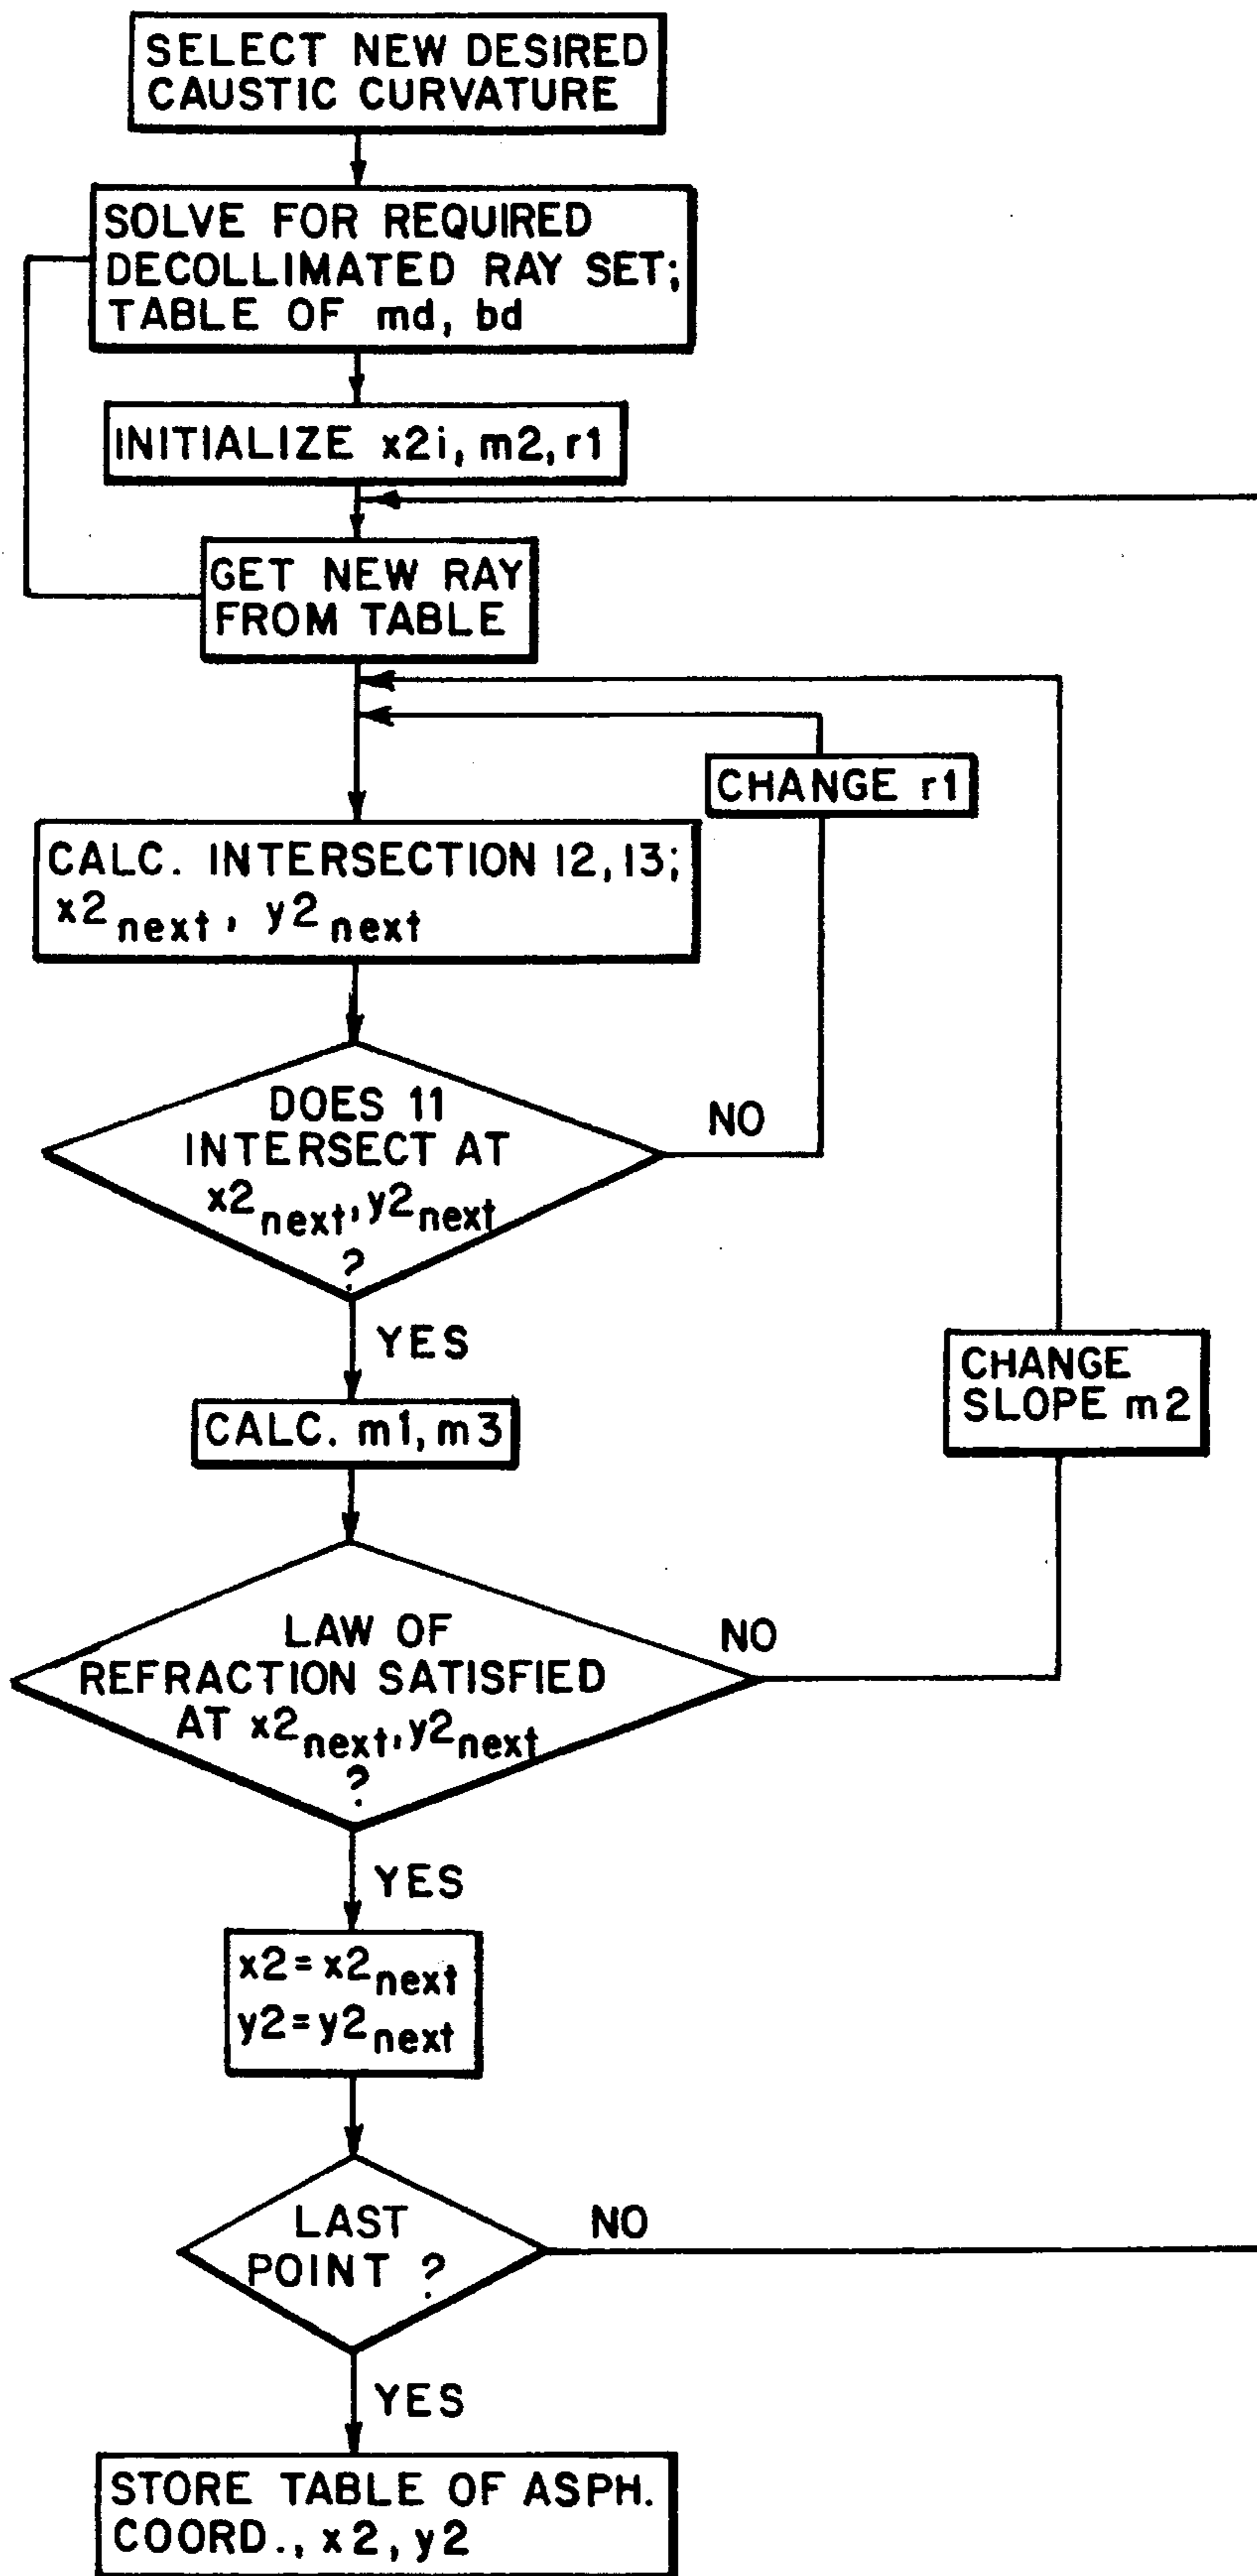 SELECT NEW DESIRED
CAUSTIC CURVATURE
SOLVE FOR REQUIRED
DECOLLIMATED RAY SET;
TABLE OF md, bd
INITIALIZE x2i, m2, r1
GET NEW RAY
FROM TABLE
CHANGE r1
CALC. INTERSECTION 12, 13;
x2next, y2next
DOES 11
INTERSECT AT
x2next, y2next
?
NO
YES
CHANGE
SLOPE m2
CALC. m1, m3
LAW OF
REFRACTION SATISFIED
AT x2next, y2next
?
NO
YES
x2=x2next
y2=y2next
LAST
POINT ?
NO
YES
STORE TABLE OF ASPH.
COORD., x2, y2